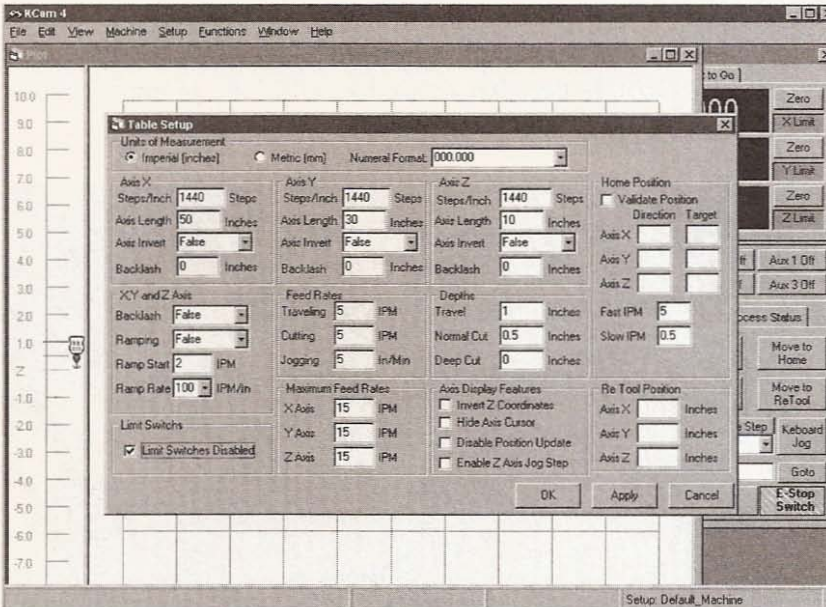 KCam 4
File Edit View Machine Setup Functions Window Help
Plot
to Go ]
Zero
X Limit
Zero
Y Limit
Zero
Z Limit
Aux 1 Off
Aux 3 Off
ocess Status
Move to
Home
Move to
ReTool
e Step
Keboard
Jog
Goto
E-Stop
Switch
10.0
9.0
8.0
7.0
6.0
5.0
4.0
3.0
2.0
1.0
Z
-1.0
-2.0
-3.0
-4.0
-5.0
-6.0
-7.0
Table Setup
Units of Measurement
Imperial (inches) Metric (mm) Numeral Format: 000.000
Axis X
Steps/Inch 1440 Steps
Axis Length 50 Inches
Axis Invert False
Backlash 0 Inches
Axis Y
Steps/Inch 1440 Steps
Axis Length 30 Inches
Axis Invert False
Backlash 0 Inches
Axis Z
Steps/Inch 1440 Steps
Axis Length 10 Inches
Axis Invert False
Backlash 0 Inches
Home Position
Validate Position
Direction Target
Axis X
Axis Y
Axis Z
Fast IPM 5
Slow IPM 0.5
X,Y and Z Axis
Backlash False
Ramping False
Ramp Start 2 IPM
Ramp Rate 100 IPM/In
Feed Rates
Traveling 5 IPM
Cutting 5 IPM
Jogging 5 In/Min
Depths
Travel 1 Inches
Normal Cut 0.5 Inches
Deep Cut 0 Inches
Limit Switchs
Limit Switches Disabled
Maximum Feed Rates
X Axis 15 IPM
Y Axis 15 IPM
Z Axis 15 IPM
Axis Display Features
Invert Z Coordinates
Hide Axis Cursor
Disable Position Update
Enable Z Axis Jog Step
Re Tool Position
Axis X Inches
Axis Y Inches
Axis Z Inches
OK Apply Cancel
Setup: Default_Machine